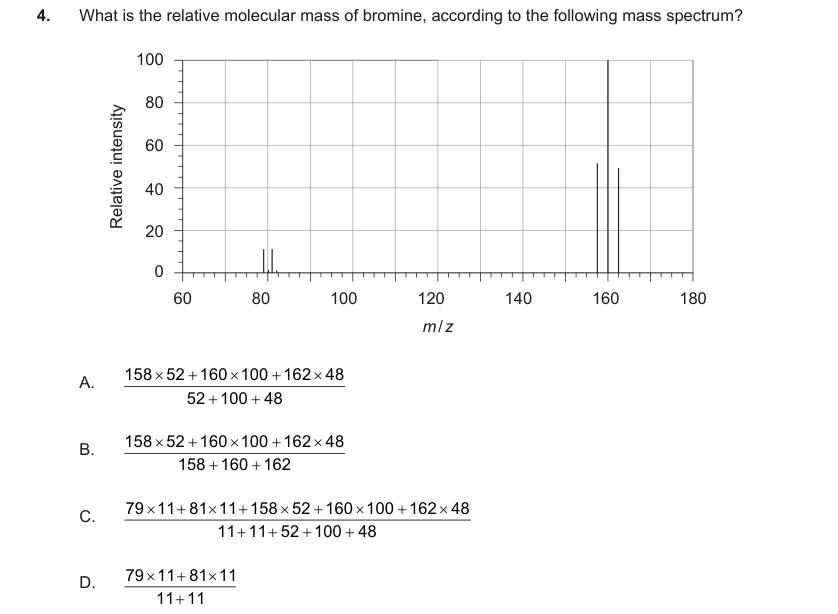 4. What is the relative molecular mass of bromine, according to the following mass spectrum?
100
80
60
40
20
0
Relative intensity
60 80 100 120 140 160 180
m/z
A. 158 × 52 + 160 × 100 + 162 × 48
52 + 100 + 48
B. 158 × 52 + 160 × 100 + 162 × 48
158 + 160 + 162
C. 79 × 11 + 81 × 11 + 158 × 52 + 160 × 100 + 162 × 48
11 + 11 + 52 + 100 + 48
D. 79 × 11 + 81 × 11
11 + 11